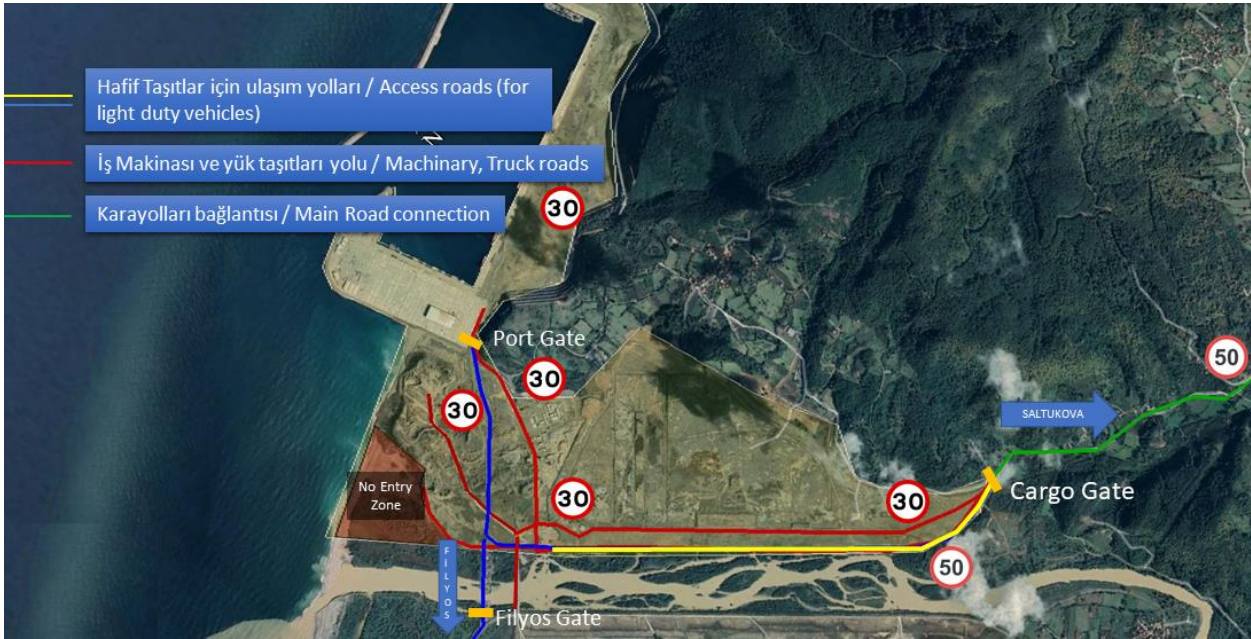 Hafif Taşıtlar için ulaşım yolları / Access roads (for
light duty vehicles)
İş Makinası ve yük taşıtları yolu / Machinary, Truck roads
Karayolları bağlantısı / Main Road connection
30
Port Gate
30
30
50
SALTUKOVA
No Entry
Zone
30
30
Cargo Gate
50
FİLYOS
Filyos Gate